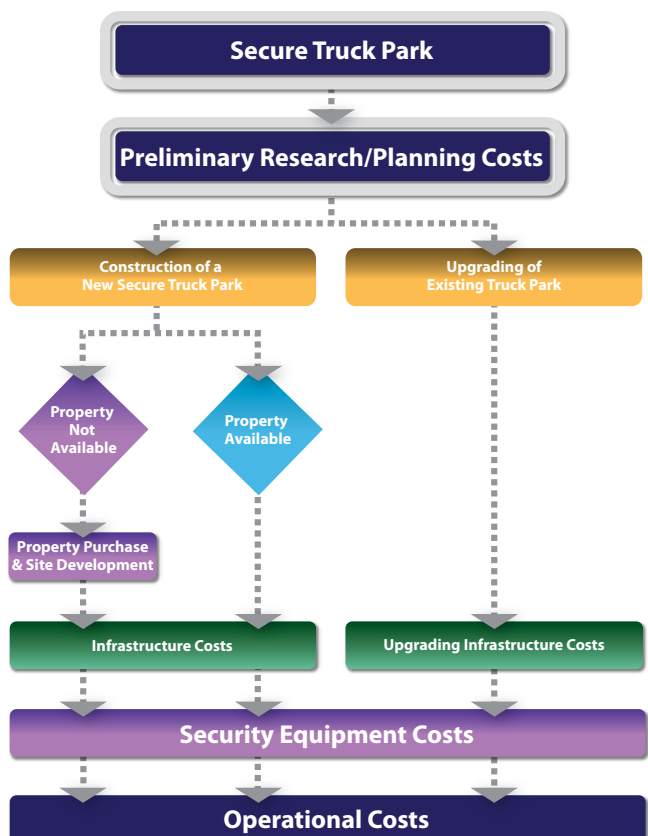 Secure Truck Park
Preliminary Research/Planning Costs
Construction of a
New Secure Truck Park
Upgrading of
Existing Truck Park
Property
Not
Available
Property
Available
Property Purchase
& Site Development
Infrastructure Costs
Upgrading Infrastructure Costs
Security Equipment Costs
Operational Costs